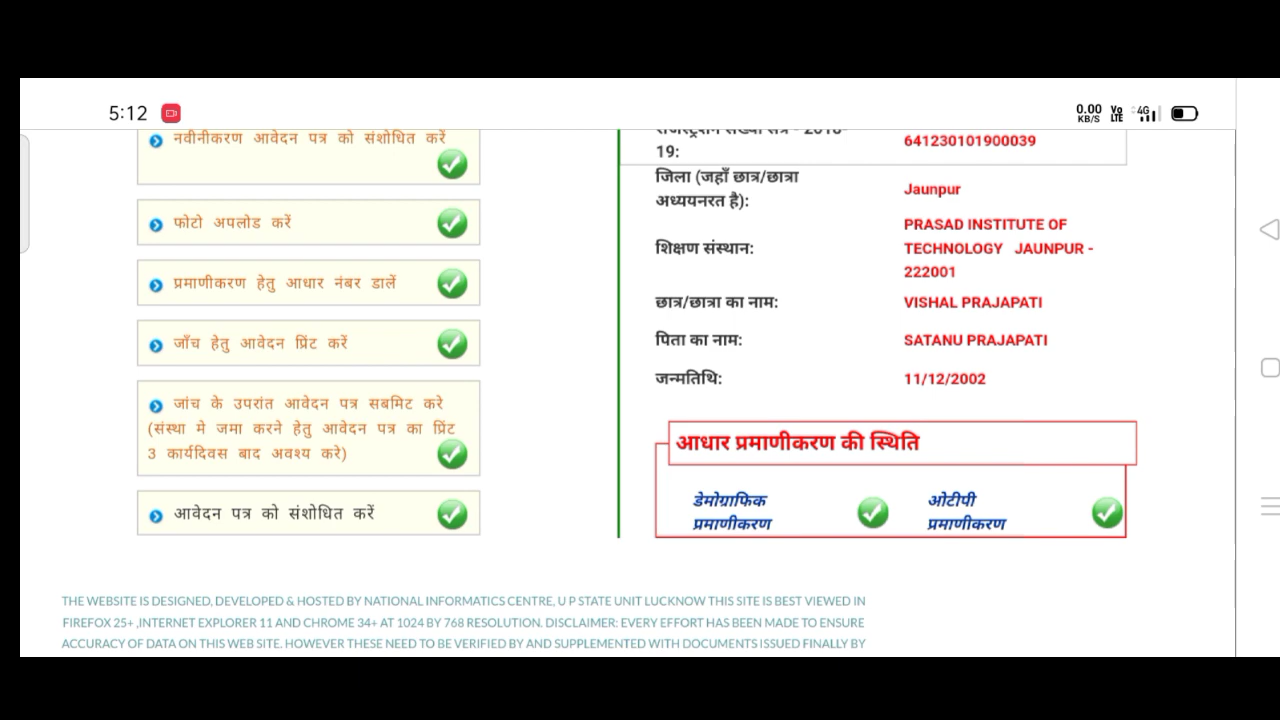 5:12
0.00 KB/S Vo LTE 4G
नवीनीकरण आवेदन पत्र को संशोधित करें
फोटो अपलोड करें
प्रमाणीकरण हेतु आधार नंबर डालें
जाँच हेतु आवेदन प्रिंट करें
जांच के उपरांत आवेदन पत्र सबमिट करे
(संस्था मे जमा करने हेतु आवेदन पत्र का प्रिंट
3 कार्यदिवस बाद अवश्य करे)
आवेदन पत्र को संशोधित करें
19:
641230101900039
जिला (जहाँ छात्र/छात्रा
अध्ययनरत है):
Jaunpur
शिक्षण संस्थान:
PRASAD INSTITUTE OF
TECHNOLOGY JAUNPUR -
222001
छात्र/छात्रा का नाम:
VISHAL PRAJAPATI
पिता का नाम:
SATANU PRAJAPATI
जन्मतिथि:
11/12/2002
आधार प्रमाणीकरण की स्थिति
डेमोग्राफिक
प्रमाणीकरण
ओटीपी
प्रमाणीकरण
THE WEBSITE IS DESIGNED, DEVELOPED & HOSTED BY NATIONAL INFORMATICS CENTRE, U P STATE UNIT LUCKNOW THIS SITE IS BEST VIEWED IN
FIREFOX 25+ ,INTERNET EXPLORER 11 AND CHROME 34+ AT 1024 BY 768 RESOLUTION. DISCLAIMER: EVERY EFFORT HAS BEEN MADE TO ENSURE
ACCURACY OF DATA ON THIS WEB SITE. HOWEVER THESE NEED TO BE VERIFIED BY AND SUPPLEMENTED WITH DOCUMENTS ISSUED FINALLY BY